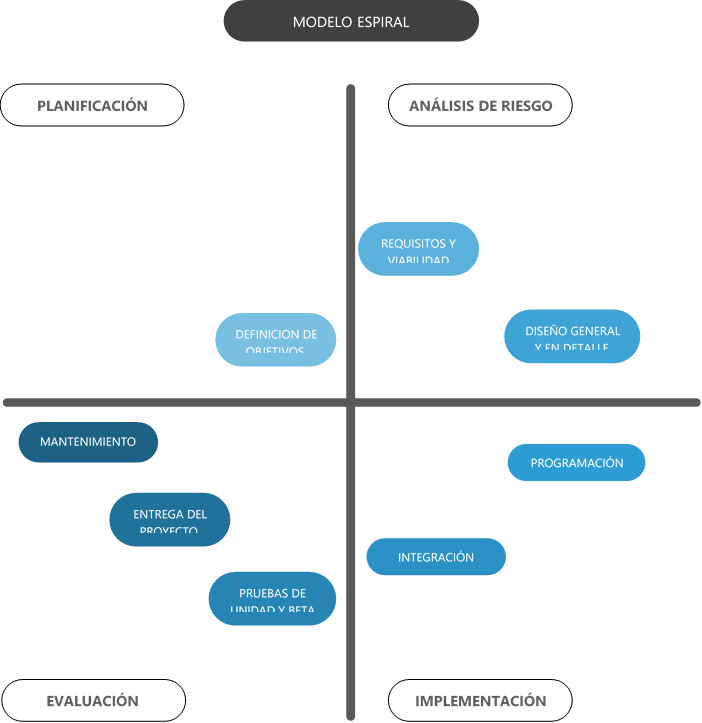 MODELO ESPIRAL
PLANIFICACIÓN
ANÁLISIS DE RIESGO
REQUISITOS Y
VIABILIDAD
DEFINICION DE
OBJETIVOS
DISEÑO GENERAL
Y EN DETALLE
MANTENIMIENTO
PROGRAMACIÓN
ENTREGA DEL
PROYECTO
INTEGRACIÓN
PRUEBAS DE
UNIDAD Y BETA
EVALUACIÓN
IMPLEMENTACIÓN